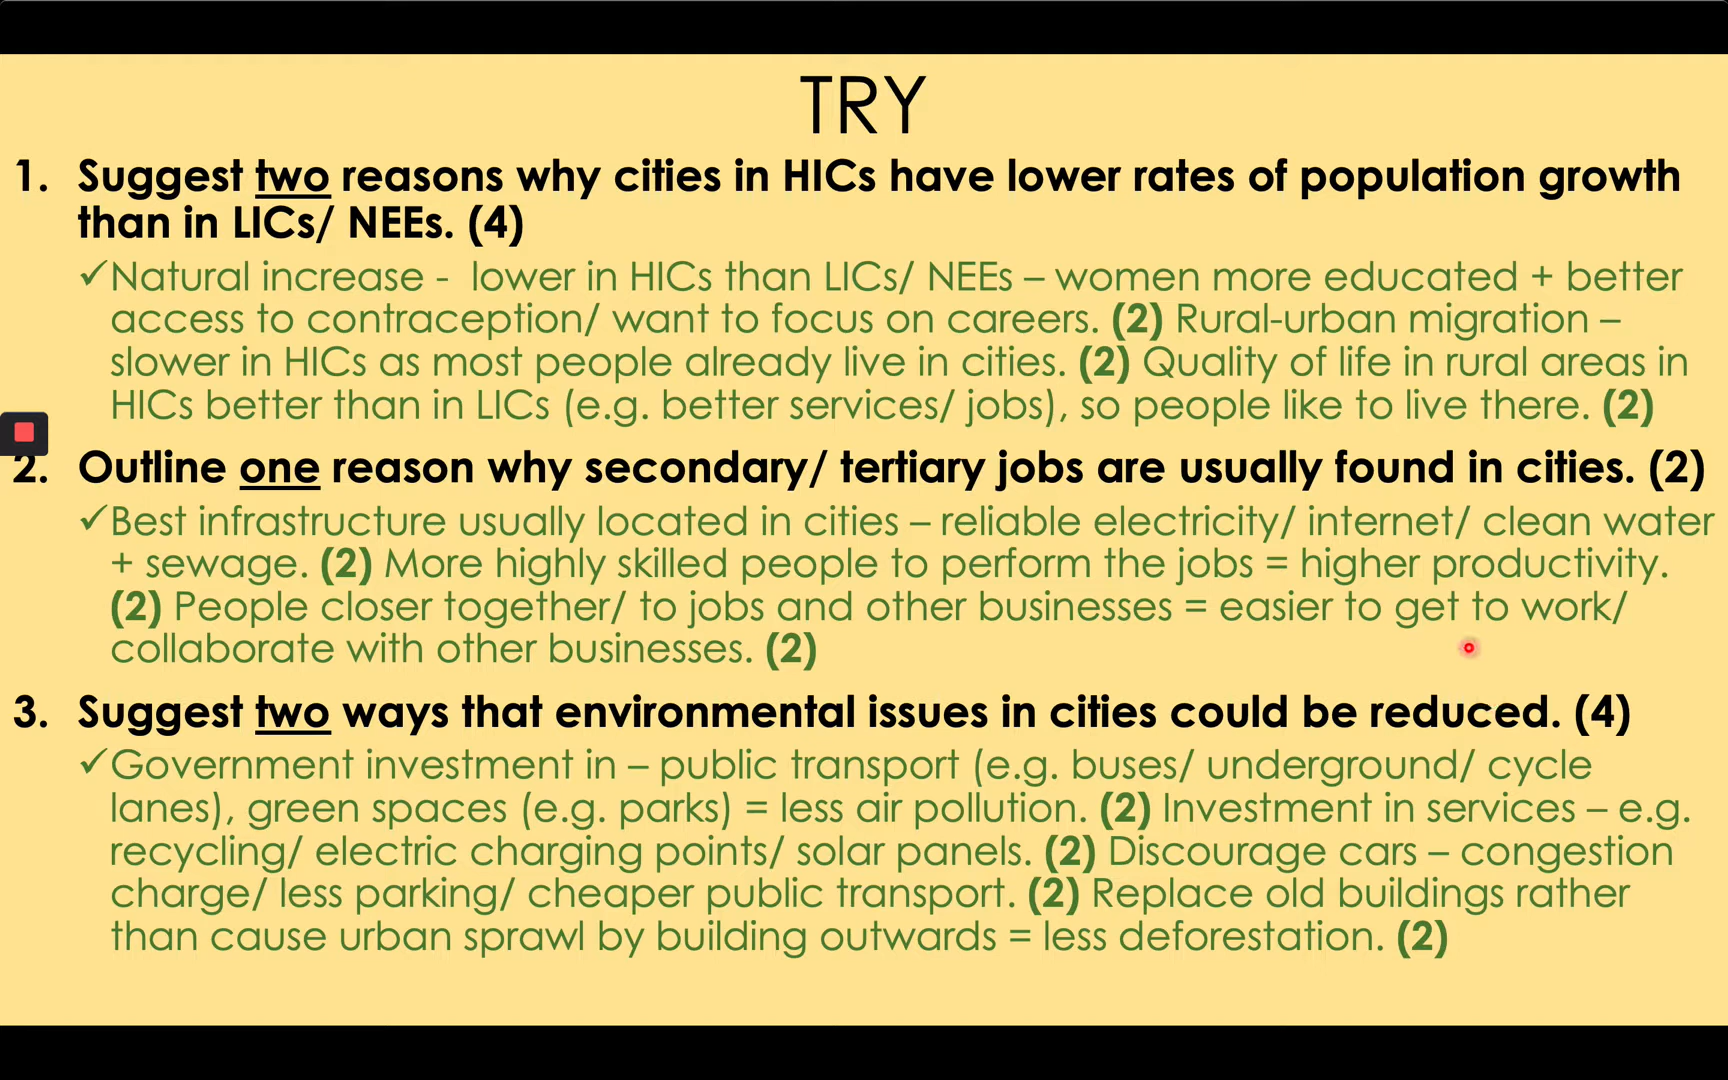 TRY
1. Suggest two reasons why cities in HICs have lower rates of population growth
than in LICs/ NEEs. (4)
✓Natural increase -  lower in HICs than LICs/ NEEs – women more educated + better
access to contraception/ want to focus on careers. (2) Rural-urban migration –
slower in HICs as most people already live in cities. (2) Quality of life in rural areas in
HICs better than in LICs (e.g. better services/ jobs), so people like to live there. (2)
2. Outline one reason why secondary/ tertiary jobs are usually found in cities. (2)
✓Best infrastructure usually located in cities – reliable electricity/ internet/ clean water
+ sewage. (2) More highly skilled people to perform the jobs = higher productivity.
(2) People closer together/ to jobs and other businesses = easier to get to work/
collaborate with other businesses. (2)
3. Suggest two ways that environmental issues in cities could be reduced. (4)
✓Government investment in – public transport (e.g. buses/ underground/ cycle
lanes), green spaces (e.g. parks) = less air pollution. (2) Investment in services – e.g.
recycling/ electric charging points/ solar panels. (2) Discourage cars – congestion
charge/ less parking/ cheaper public transport. (2) Replace old buildings rather
than cause urban sprawl by building outwards = less deforestation. (2)